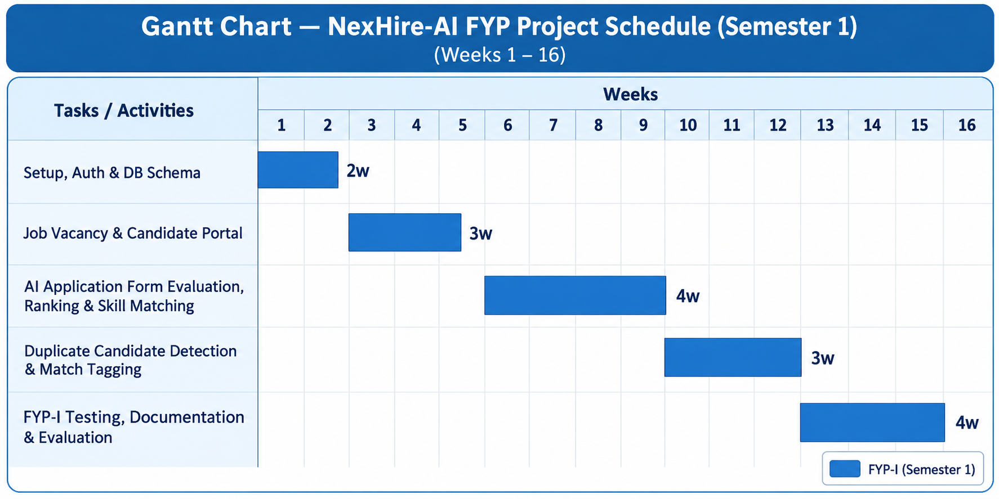 Gantt Chart — NexHire-AI FYP Project Schedule (Semester 1)
(Weeks 1 – 16)
Tasks / Activities
Weeks
1 2 3 4 5 6 7 8 9 10 11 12 13 14 15 16
Setup, Auth & DB Schema
2w
Job Vacancy & Candidate Portal
3w
AI Application Form Evaluation,
Ranking & Skill Matching
4w
Duplicate Candidate Detection
& Match Tagging
3w
FYP-I Testing, Documentation
& Evaluation
4w
FYP-I (Semester 1)